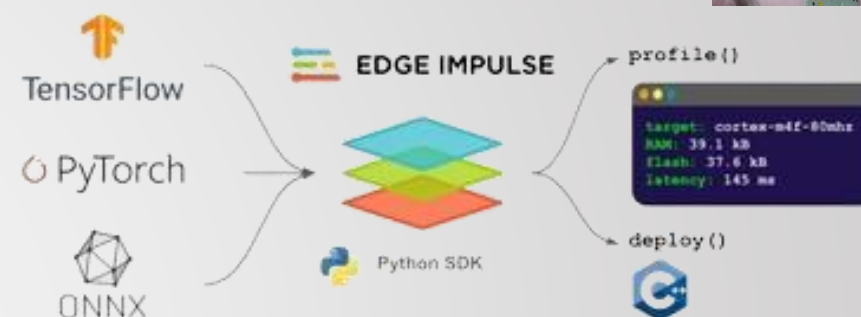 TensorFlow
PyTorch
ONNX
EDGE IMPULSE
Python SDK
profile()
target: cortex-m4f-80mhz
RAM: 39.1 kB
flash: 37.6 kB
latency: 145 ms
deploy()
C++